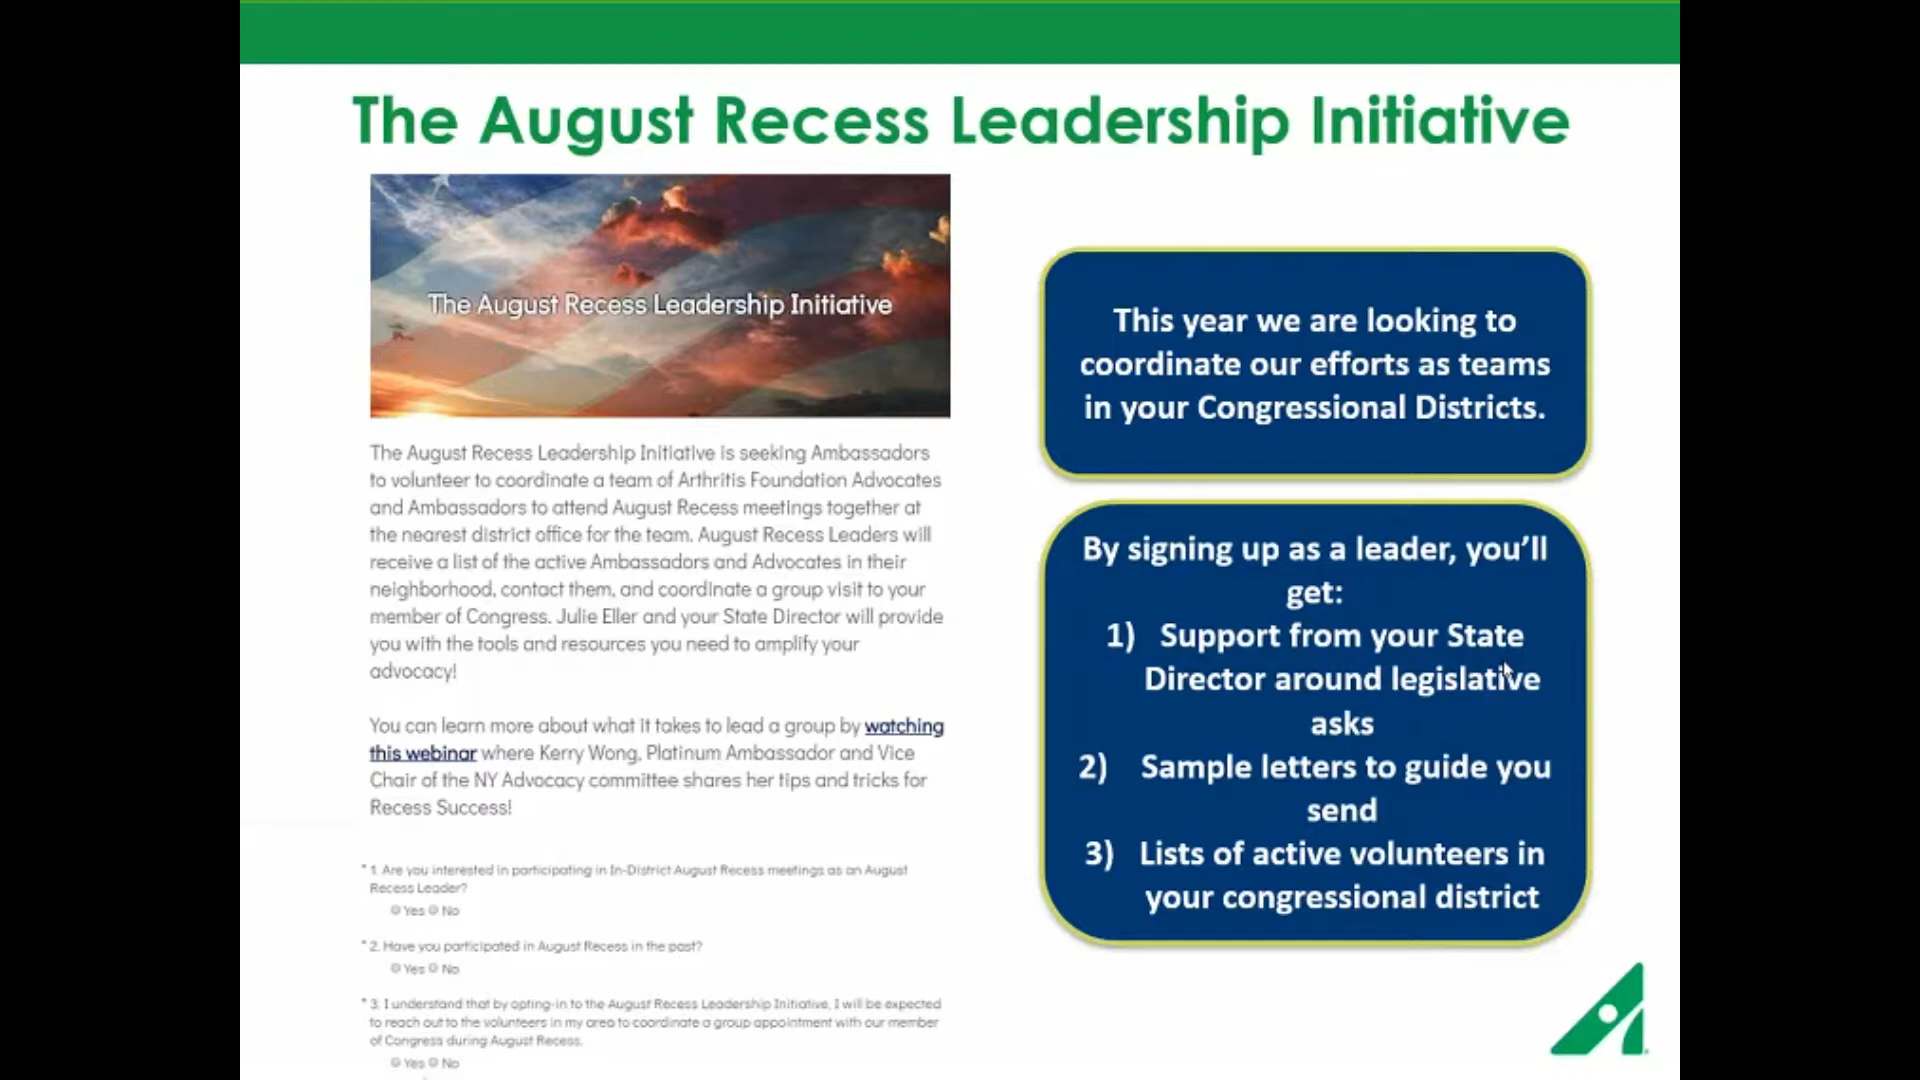 The August Recess Leadership Initiative
The August Recess Leadership Initiative
The August Recess Leadership Initiative is seeking Ambassadors
to volunteer to coordinate a team of Arthritis Foundation Advocates
and Ambassadors to attend August Recess meetings together at
the nearest district office for the team. August Recess Leaders will
receive a list of the active Ambassadors and Advocates in their
neighborhood, contact them, and coordinate a group visit to your
member of Congress. Julie Eller and your State Director will provide
you with the tools and resources you need to amplify your
advocacy!
You can learn more about what it takes to lead a group by watching
this webinar where Kerry Wong, Platinum Ambassador and Vice
Chair of the NY Advocacy committee shares her tips and tricks for
Recess Success!
* 1. Are you interested in participating in In-District August Recess meetings as an August
Recess Leader?
Yes No
* 2. Have you participated in August Recess in the past?
Yes No
* 3. I understand that by opting-in to the August Recess Leadership Initiative, I will be expected
to reach out to the volunteers in my area to coordinate a group appointment with our member
of Congress during August Recess.
Yes No
This year we are looking to
coordinate our efforts as teams
in your Congressional Districts.
By signing up as a leader, you'll
get:
1) Support from your State
Director around legislative
asks
2) Sample letters to guide you
send
3) Lists of active volunteers in
your congressional district